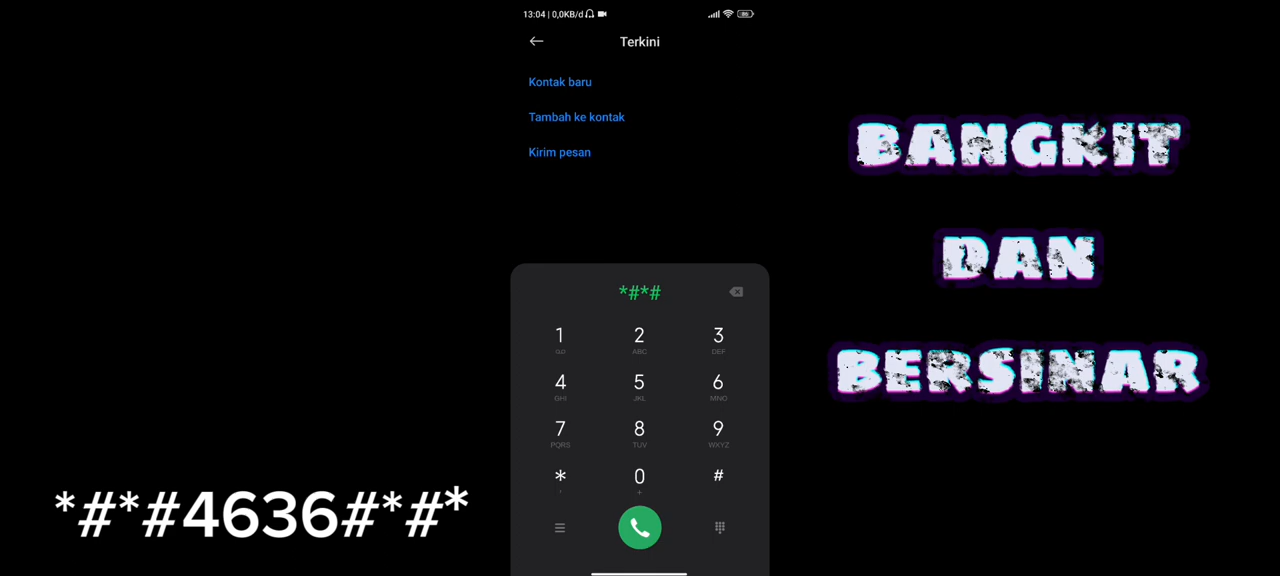 13:04 | 0,0KB/d
86
Terkini
Kontak baru
Tambah ke kontak
Kirim pesan
*#*#
1
2
ABC
3
DEF
4
GHI
5
JKL
6
MNO
7
PQRS
8
TUV
9
WXYZ
*
,
0
+
#
*#*#4636#*#*
BANGKIT
DAN
BERSINAR